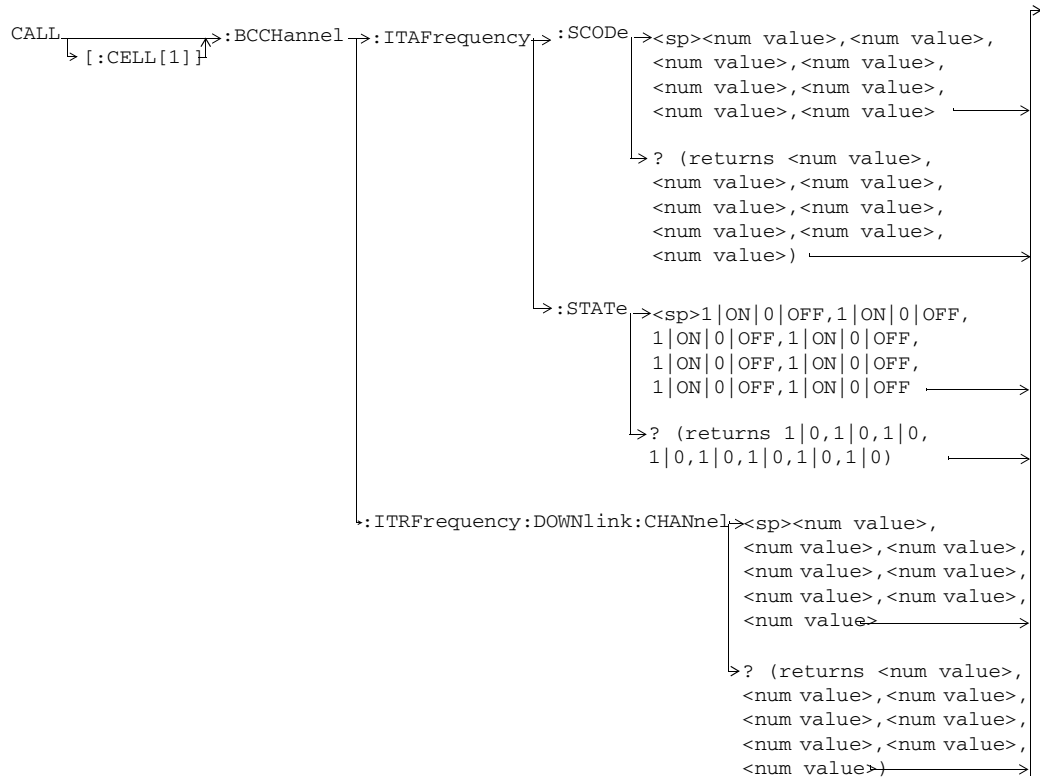 CALL
[:CELL[1]]
:BCCHannel
:ITAFrequency
:SCODe
<sp><num value>,<num value>,
<num value>,<num value>,
<num value>,<num value>,
<num value>,<num value>
? (returns <num value>,
<num value>,<num value>,
<num value>,<num value>,
<num value>,<num value>,
<num value>)
:STATe
<sp>1|ON|0|OFF,1|ON|0|OFF,
1|ON|0|OFF,1|ON|0|OFF,
1|ON|0|OFF,1|ON|0|OFF,
1|ON|0|OFF,1|ON|0|OFF
? (returns 1|0,1|0,1|0,
1|0,1|0,1|0,1|0,1|0)
:ITRFrequency:DOWNlink:CHANnel
<sp><num value>,
<num value>,<num value>,
<num value>,<num value>,
<num value>,<num value>,
<num value>
? (returns <num value>,
<num value>,<num value>,
<num value>,<num value>,
<num value>,<num value>,
<num value>)